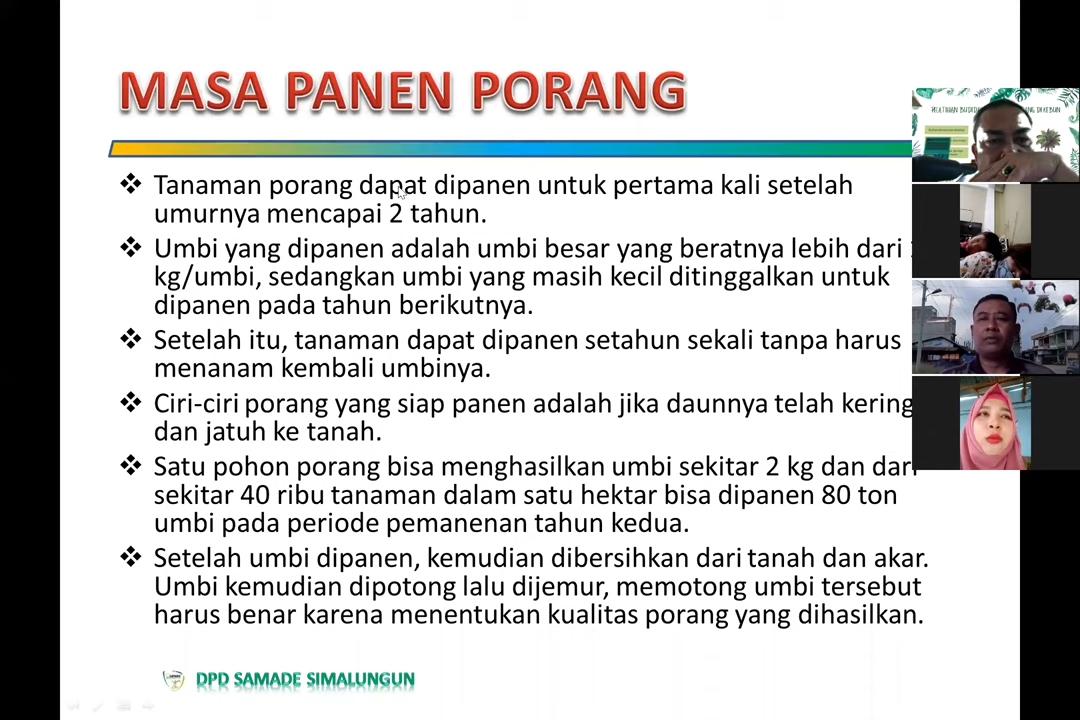 MASA PANEN PORANG
❖ Tanaman porang dapat dipanen untuk pertama kali setelah
umurnya mencapai 2 tahun.
❖ Umbi yang dipanen adalah umbi besar yang beratnya lebih dari
kg/umbi, sedangkan umbi yang masih kecil ditinggalkan untuk
dipanen pada tahun berikutnya.
❖ Setelah itu, tanaman dapat dipanen setahun sekali tanpa harus
menanam kembali umbinya.
❖ Ciri-ciri porang yang siap panen adalah jika daunnya telah kering
dan jatuh ke tanah.
❖ Satu pohon porang bisa menghasilkan umbi sekitar 2 kg dan dari
sekitar 40 ribu tanaman dalam satu hektar bisa dipanen 80 ton
umbi pada periode pemanenan tahun kedua.
❖ Setelah umbi dipanen, kemudian dibersihkan dari tanah dan akar.
Umbi kemudian dipotong lalu dijemur, memotong umbi tersebut
harus benar karena menentukan kualitas porang yang dihasilkan.
DPD SAMADE SIMALUNGUN